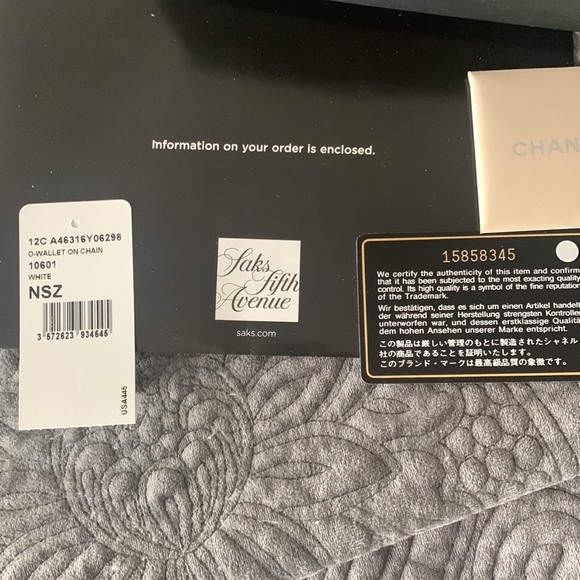 Information on your order is enclosed.
CHAN
12C A46316Y06298
O-WALLET ON CHAIN
10601
WHITE
NSZ
3 572623 934646
USA445
Saks
fifth
Avenue
saks.com
15858345
We certify the authenticity of this item and confirm
that it has been subjected to the most exacting quality
control. Its high quality is a symbol of the fine reputation
of the Trademark.
Wir bestätigen, dass es sich um einen Artikel handelt
der während seiner Herstellung strengsten Kontrollen
unterworfen war, und dessen erstklassige Qualitä
dem hohen Ansehen unserer Marke entspricht.
この製品は厳しい管理のもとに製造されたシャネル
社の商品であることを証明いたします。
このブランド・マークは最高級品質の象徴です。